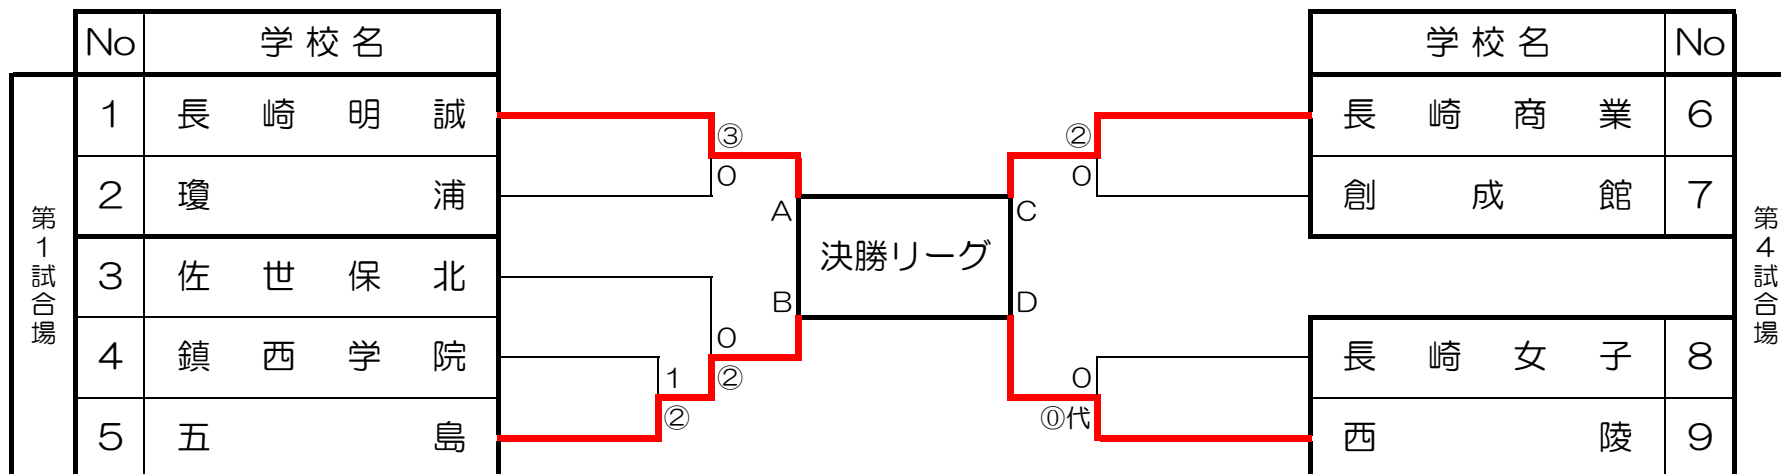 No 学校名
1 長崎明誠
2 瓊浦
3 佐世保北
4 鎮西学院
5 五島
第1試合場
③
0
0
1
②
②
A
B
決勝リーグ
C
D
②
0
0
⓪代
学校名 No
長崎商業 6
創成館 7
長崎女子 8
西陵 9
第4試合場